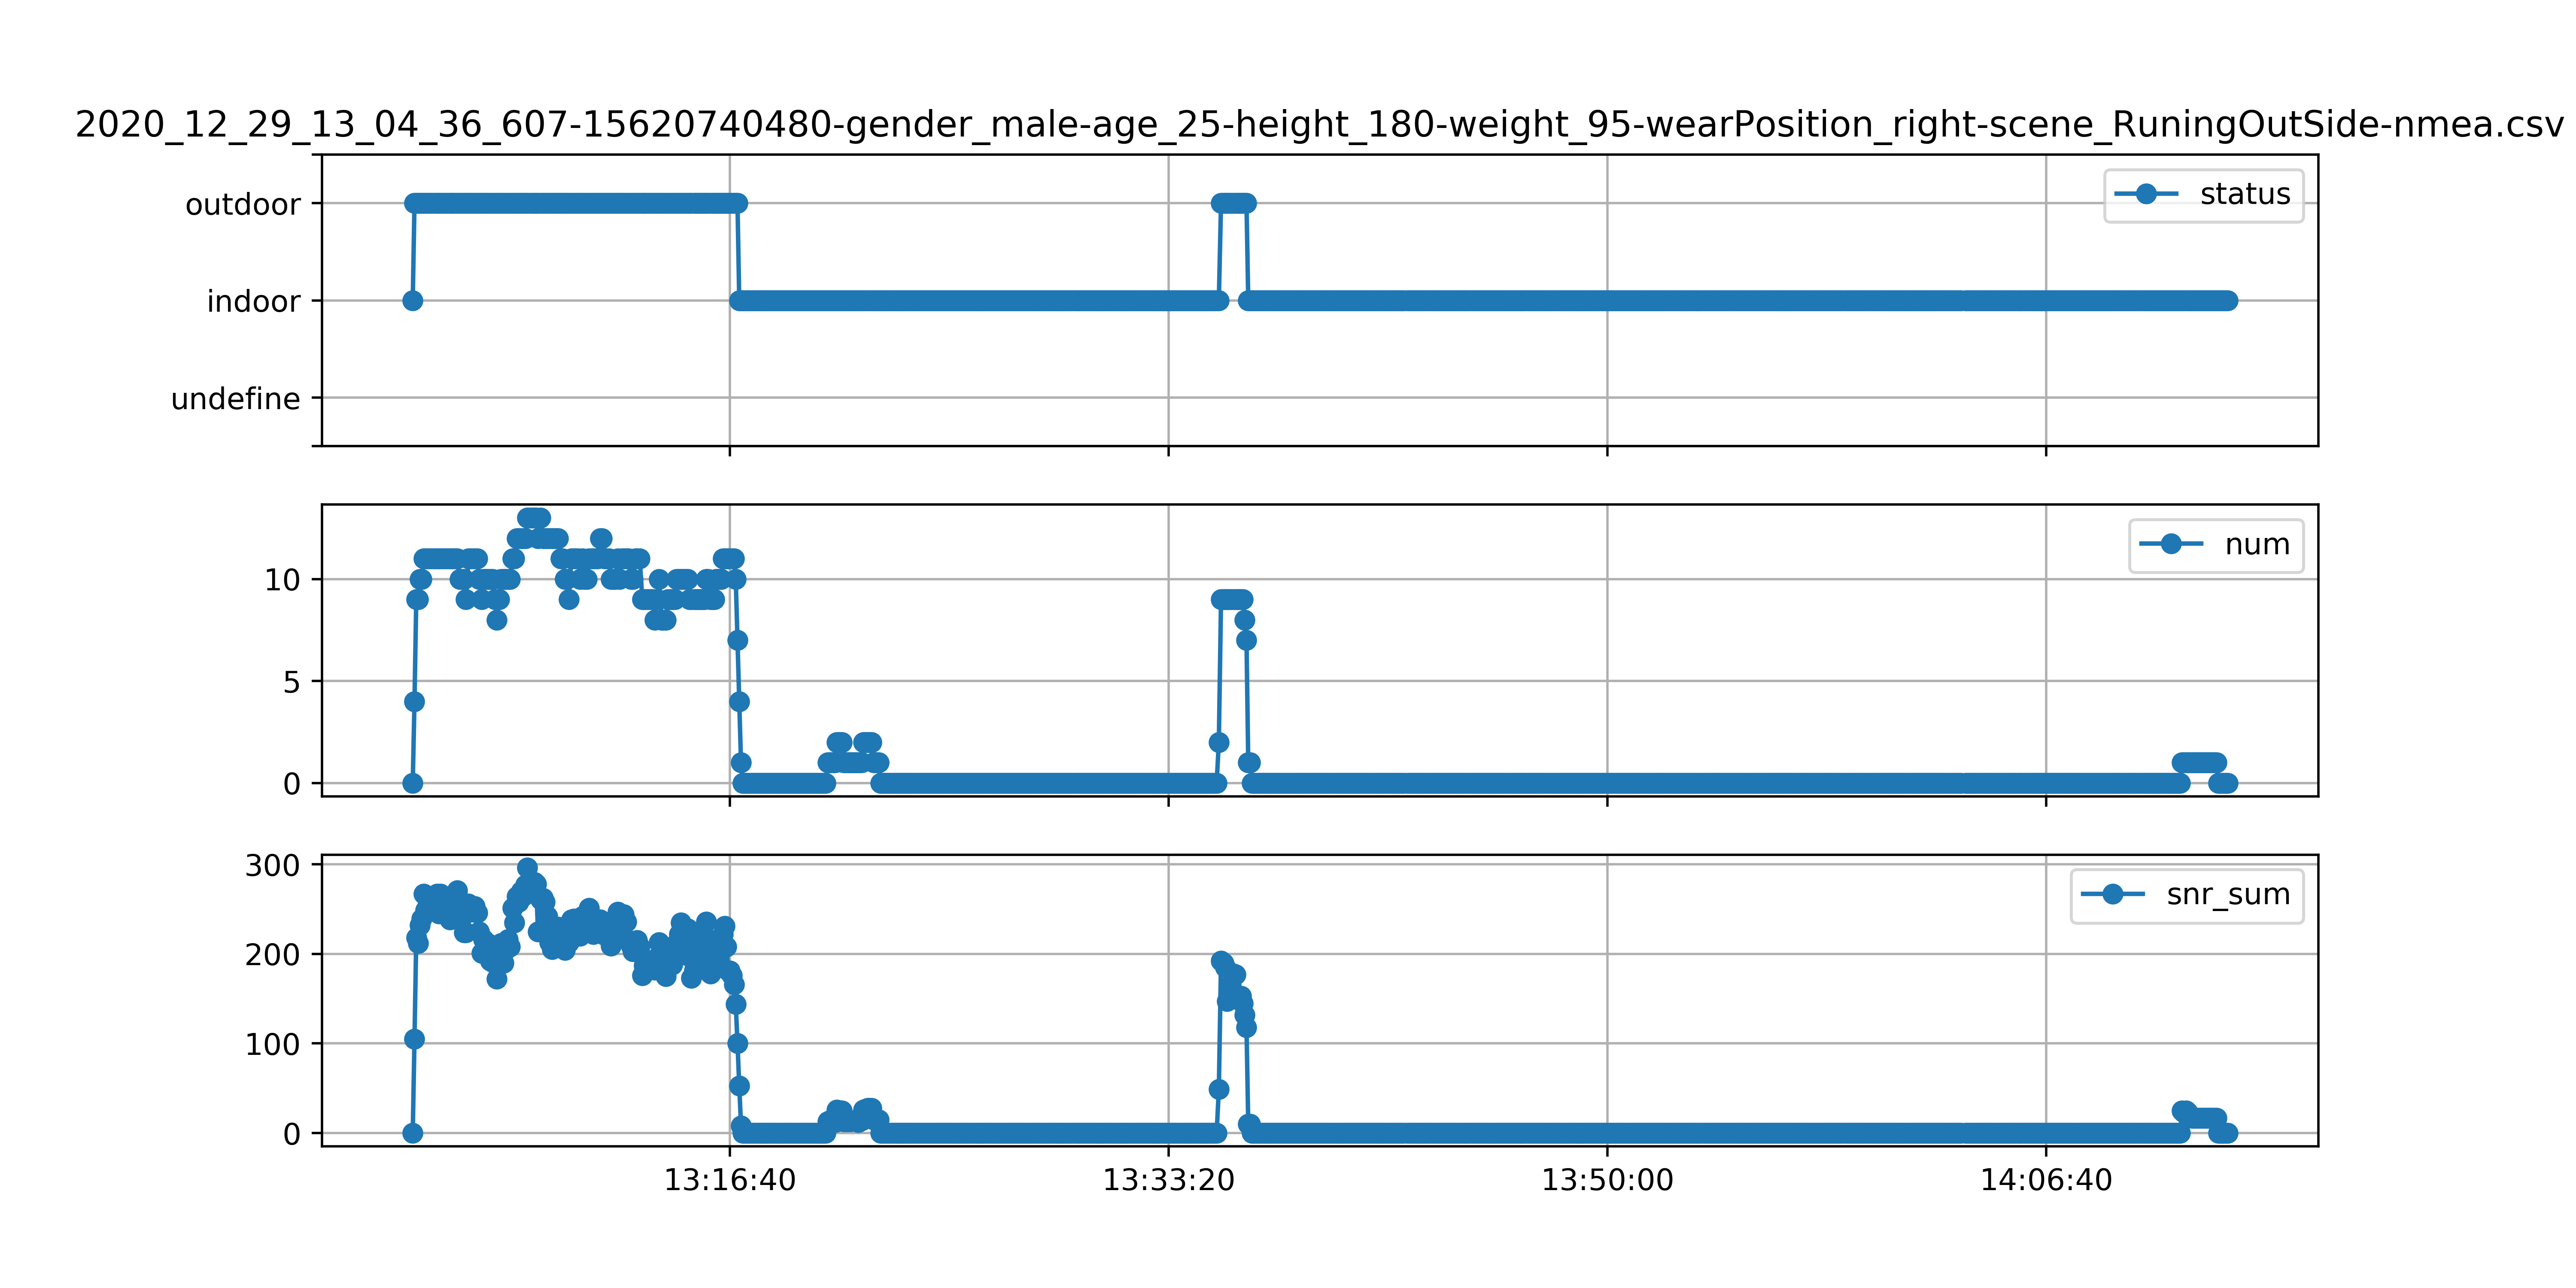 2020_12_29_13_04_36_607-15620740480-gender_male-age_25-height_180-weight_95-wearPosition_right-scene_RuningOutSide-nmea.csv
outdoor
indoor
undefine
status
10
5
0
num
300
200
100
0
snr_sum
13:16:40
13:33:20
13:50:00
14:06:40